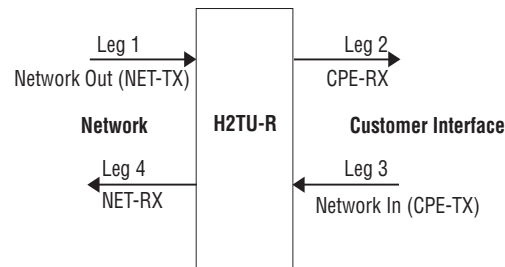 Leg 1
Network Out (NET-TX)
Leg 2
CPE-RX
Network
H2TU-R
Customer Interface
Leg 4
NET-RX
Leg 3
Network In (CPE-TX)